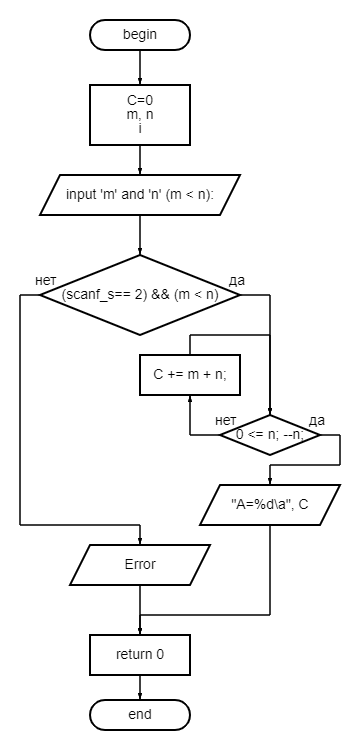 begin
C=0
m, n
i
input 'm' and 'n' (m < n):
нет
да
(scanf_s== 2) && (m < n)
C += m + n;
нет
да
0 <= n; --n;
"A=%d\a", C
Error
return 0
end